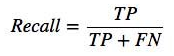 Recall = TP / TP + FN